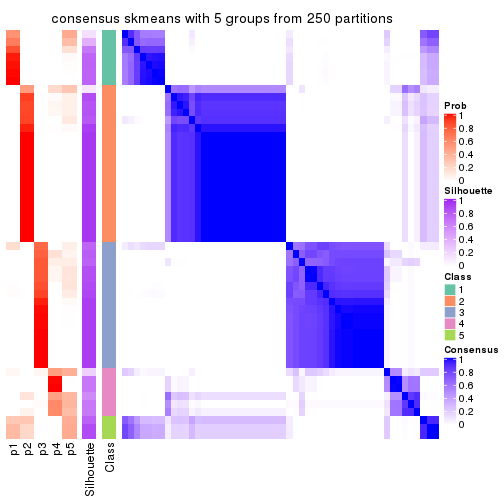 consensus skmeans with 5 groups from 250 partitions
Prob
1
0.8
0.6
0.4
0.2
0
Silhouette
1
0.8
0.6
0.4
0.2
0
Class
1
2
3
4
5
Consensus
1
0.8
0.6
0.4
0.2
0
p1
p2
p3
p4
p5
Silhouette
Class